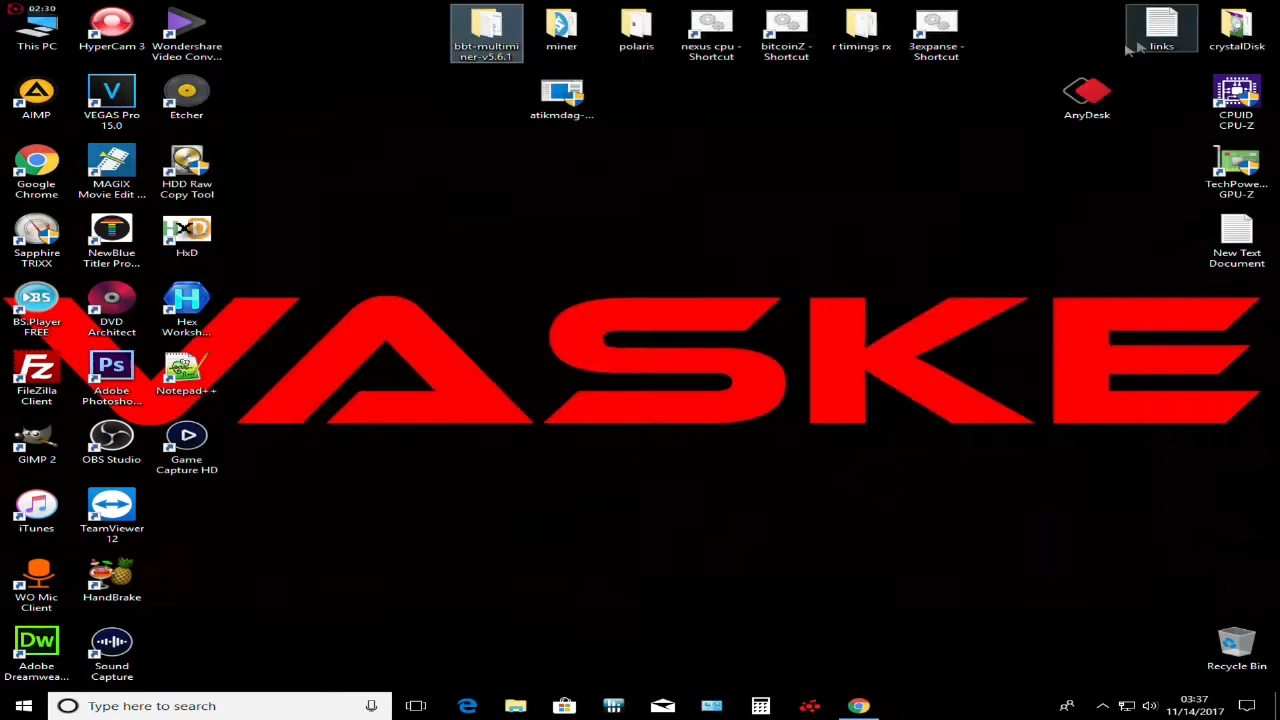 02:30
This PC
HyperCam 3
Wondershare
Video Conv...
bbt-multimi
ner-v5.6.1
miner
polaris
nexus cpu -
Shortcut
bitcoinZ -
Shortcut
r timings rx
3expanse -
Shortcut
links
crystalDisk
AIMP
VEGAS Pro
15.0
Etcher
atikmdag-...
AnyDesk
CPUID
CPU-Z
Google
Chrome
MAGIX
Movie Edit ...
HDD Raw
Copy Tool
TechPowe...
GPU-Z
Sapphire
TRIXX
NewBlue
Titler Pro...
HxD
New Text
Document
BS.Player
FREE
DVD
Architect
Hex
Worksh...
VASKE
FileZilla
Client
Adobe
Photosho...
Notepad++
GIMP 2
OBS Studio
Game
Capture HD
iTunes
TeamViewer
12
WO Mic
Client
HandBrake
Adobe
Dreamwea...
Sound
Capture
Recycle Bin
Type here to search
03:37
11/14/2017